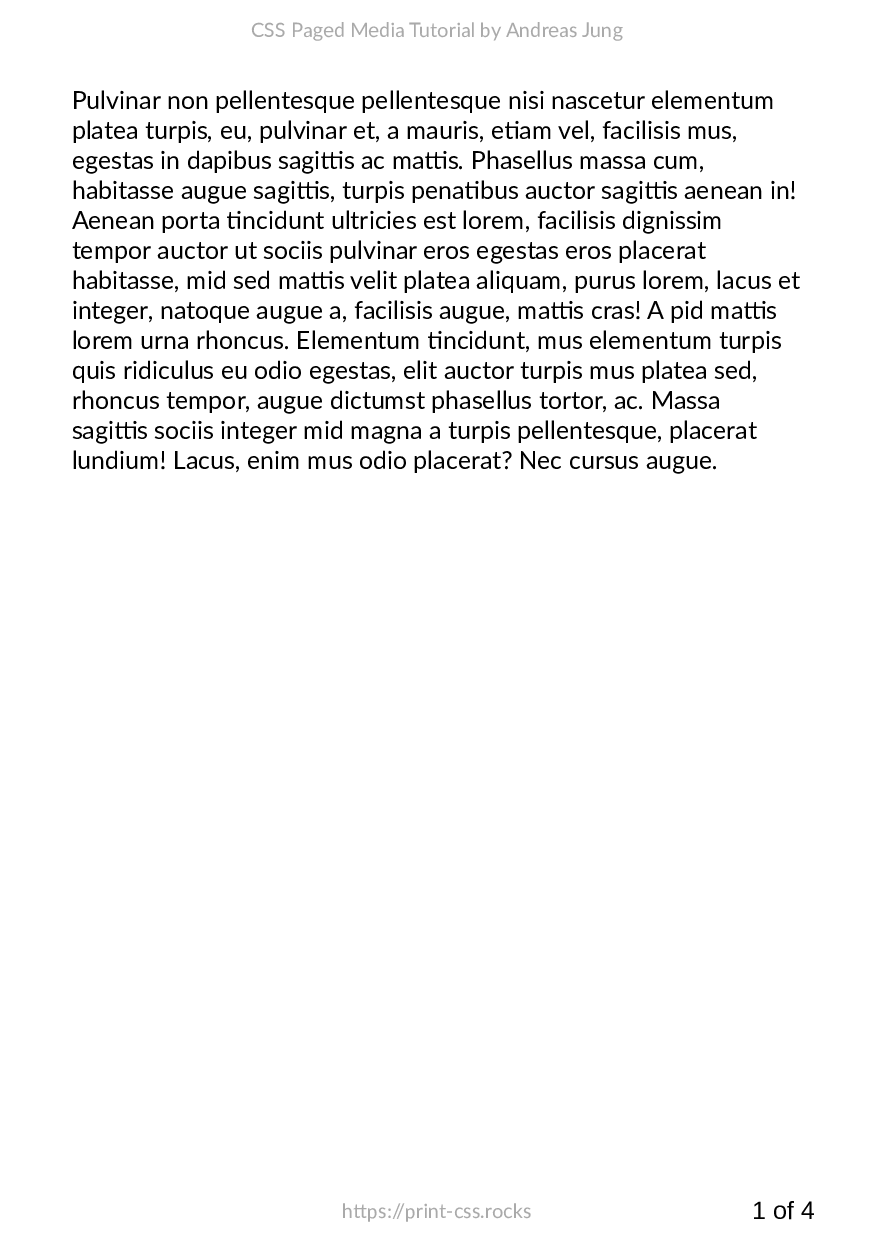 CSS Paged Media Tutorial by Andreas Jung
Pulvinar non pellentesque pellentesque nisi nascetur elementum
platea turpis, eu, pulvinar et, a mauris, etiam vel, facilisis mus,
egestas in dapibus sagittis ac mattis. Phasellus massa cum,
habitasse augue sagittis, turpis penatibus auctor sagittis aenean in!
Aenean porta tincidunt ultricies est lorem, facilisis dignissim
tempor auctor ut sociis pulvinar eros egestas eros placerat
habitasse, mid sed mattis velit platea aliquam, purus lorem, lacus et
integer, natoque augue a, facilisis augue, mattis cras! A pid mattis
lorem urna rhoncus. Elementum tincidunt, mus elementum turpis
quis ridiculus eu odio egestas, elit auctor turpis mus platea sed,
rhoncus tempor, augue dictumst phasellus tortor, ac. Massa
sagittis sociis integer mid magna a turpis pellentesque, placerat
lundium! Lacus, enim mus odio placerat? Nec cursus augue.
https://print-css.rocks
1 of 4